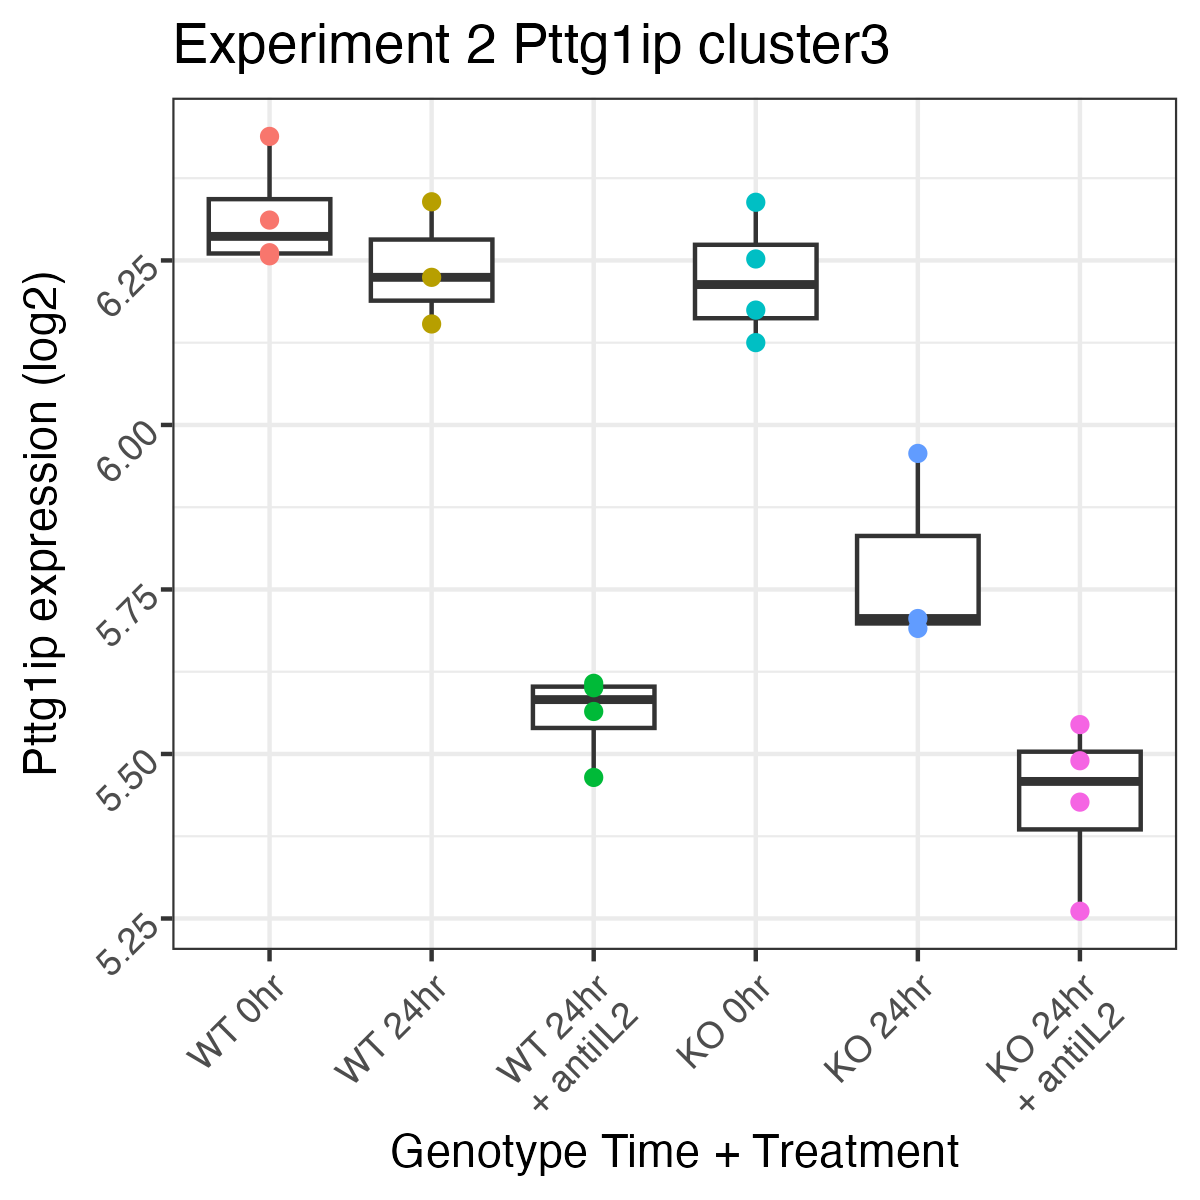 Experiment 2 Pttg1ip cluster3
Pttg1ip expression (log2)
6.25
6.00
5.75
5.50
5.25
WT 0hr
WT 24hr
WT 24hr
+ antiIL2
KO 0hr
KO 24hr
KO 24hr
+ antiIL2
Genotype Time + Treatment